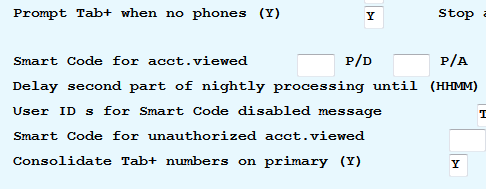 Prompt Tab+ when no phones (Y) Y Stop
Smart Code for acct.viewed P/D P/A
Delay second part of nightly processing until (HHMM)
User ID s for Smart Code disabled message
Smart Code for unauthorized acct.viewed
Consolidate Tab+ numbers on primary (Y) Y